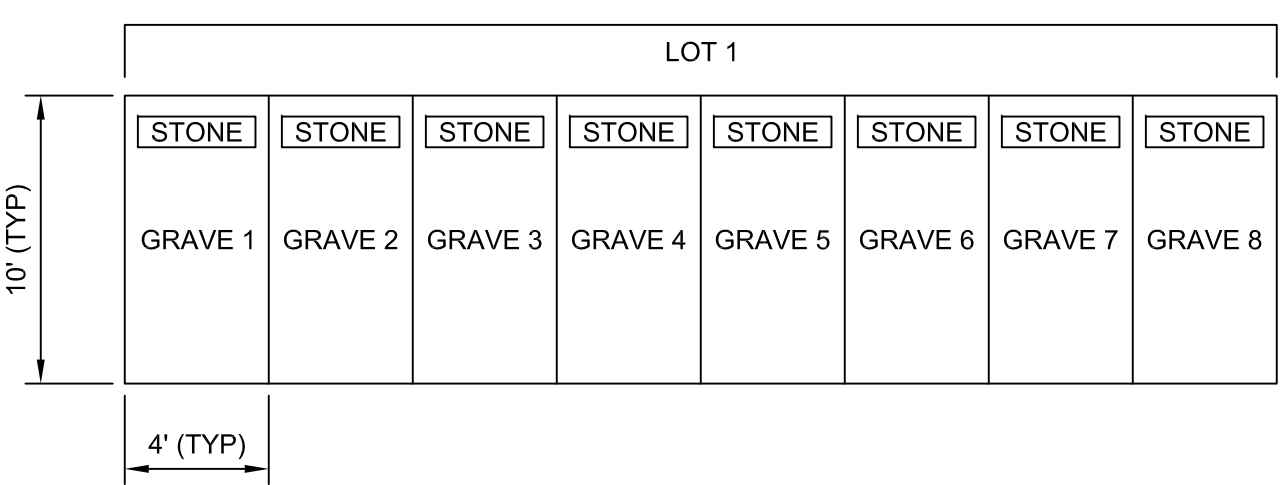 LOT 1
STONE STONE STONE STONE STONE STONE STONE STONE
10' (TYP)
GRAVE 1 GRAVE 2 GRAVE 3 GRAVE 4 GRAVE 5 GRAVE 6 GRAVE 7 GRAVE 8
4' (TYP)